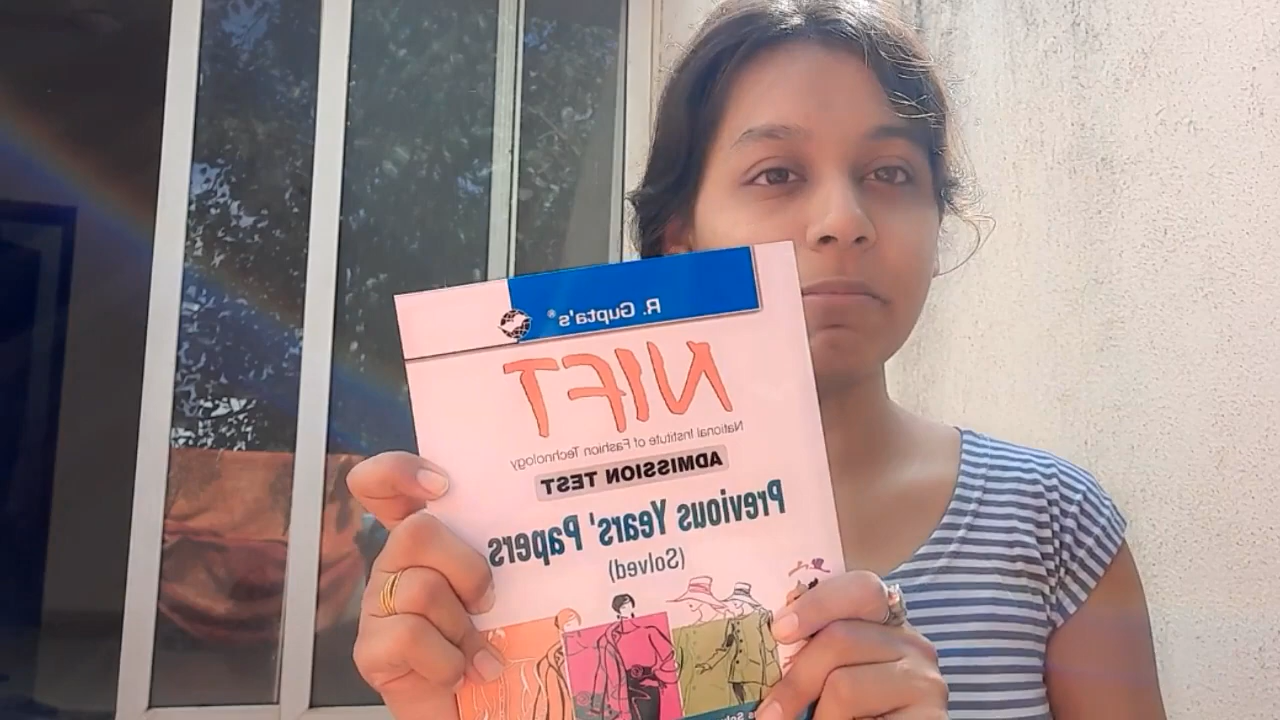 R. Gupta's®
NIFT
National Institute of Fashion Technology
ADMISSION TEST
Previous Years' Papers
(Solved)